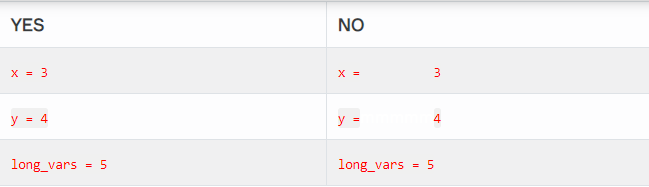 YES NO
x = 3 x =          3
y = 4 y =          4
long_vars = 5 long_vars = 5